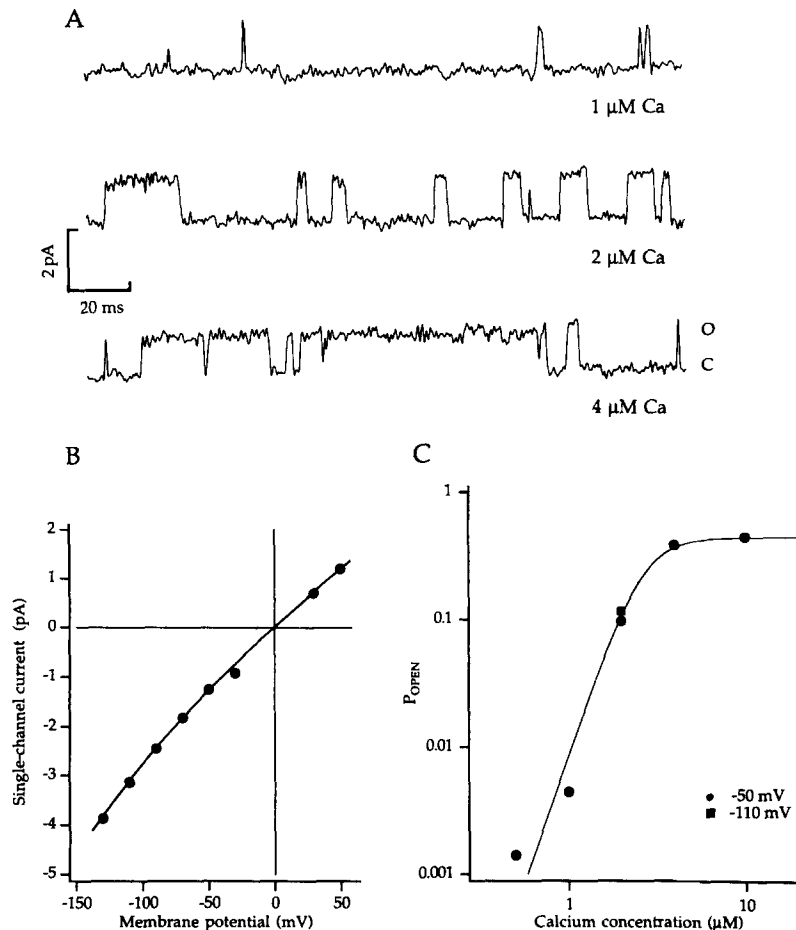 A
1 µM Ca
2 µM Ca
2 pA
20 ms
O
C
4 µM Ca
B
2
1
0
-1
-2
-3
-4
-5
Single-channel current (pA)
-150
-100
-50
0
50
Membrane potential (mV)
C
1
0.1
0.01
0.001
P_OPEN
-50 mV
-110 mV
1
10
Calcium concentration (µM)